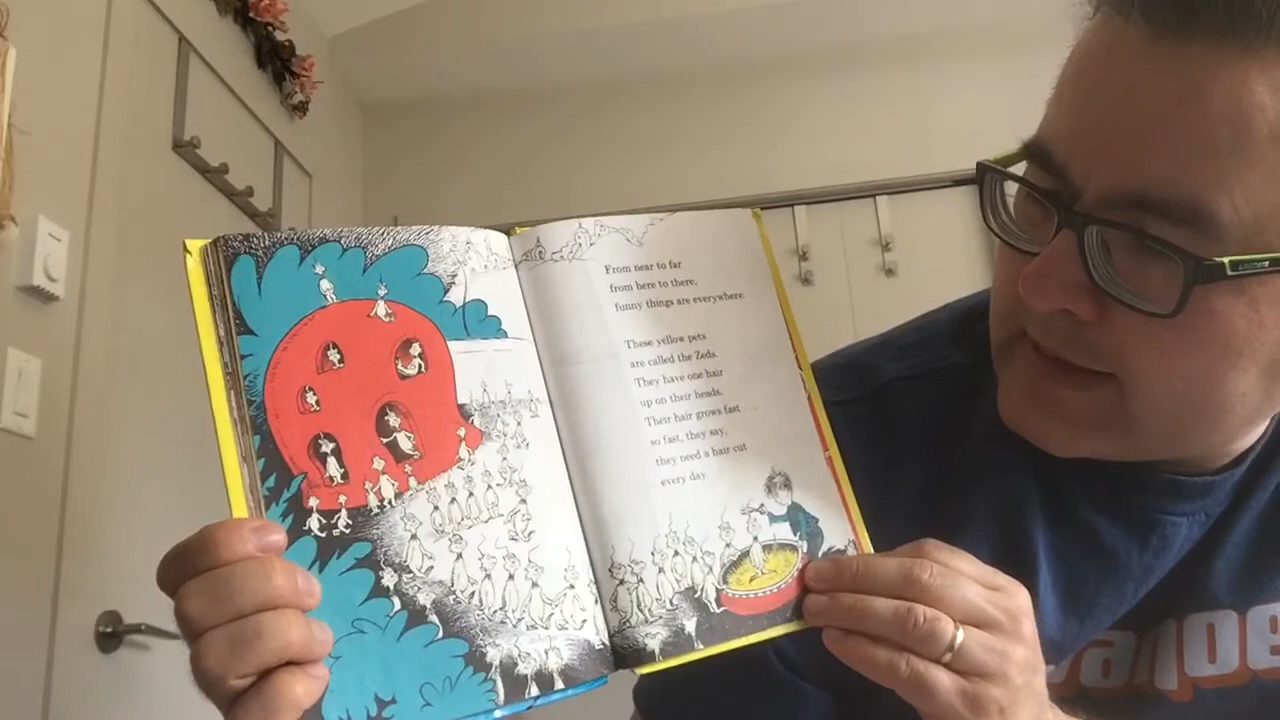 From near to far
from here to there,
funny things are everywhere.
These yellow pets
are called the Zeds.
They have one hair
up on their heads.
Their hair grows fast . . .
so fast, they say,
they need a hair cut
every day.